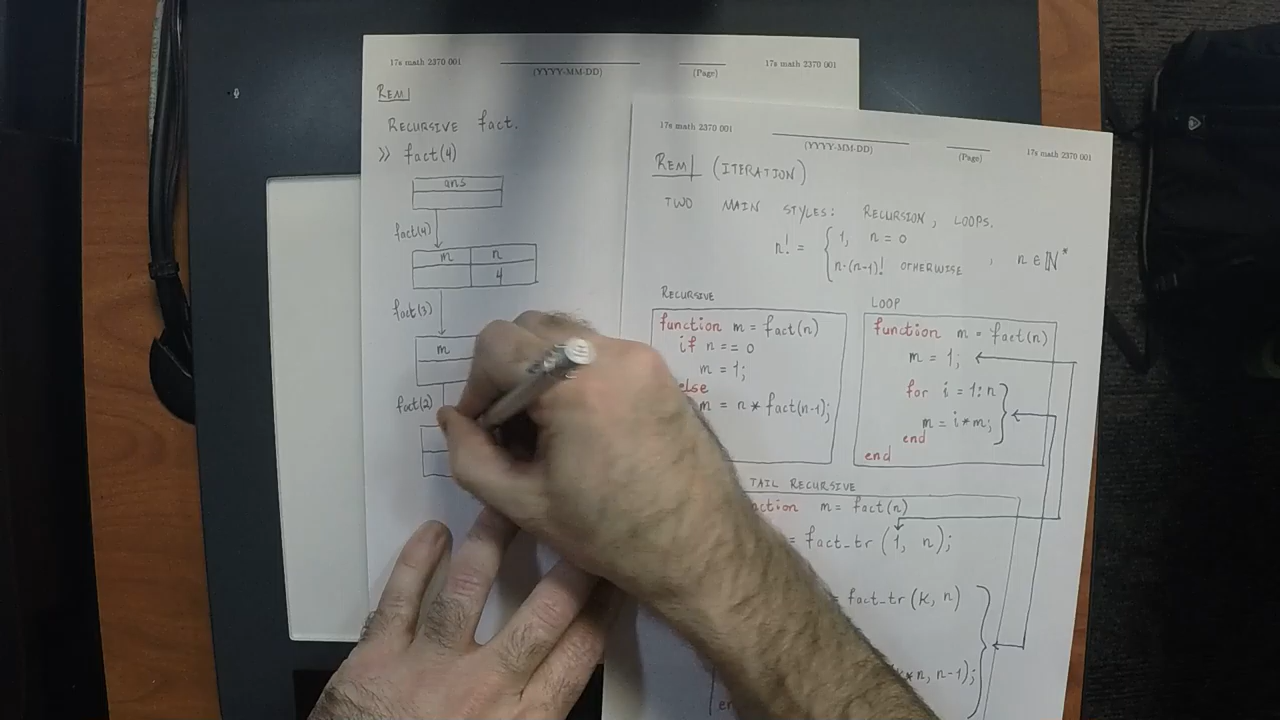 17s math 2370 001
(YYYY-MM-DD)
(Page)
17s math 2370 001
REM
RECURSIVE fact.
>> fact(4)
ans
fact(4)
m n
4
fact(3)
m
fact(2)
17s math 2370 001
(YYYY-MM-DD)
(Page)
17s math 2370 001
REM (ITERATION)
TWO MAIN STYLES: RECURSION, LOOPS.
n! = { 1, n = 0
n·(n-1)! OTHERWISE , n ∈ ℕ*
RECURSIVE
function m = fact(n)
if n == 0
m = 1;
else
m = n * fact(n-1);
LOOP
function m = fact(n)
m = 1;
for i = 1:n
m = i*m;
end
end
TAIL RECURSIVE
m = fact(n)
= fact_tr(1, n);
= fact_tr(k, n)
*n, n-1);